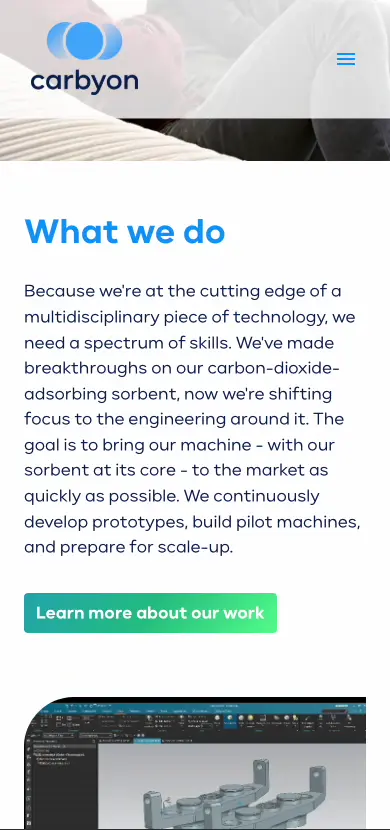 carbyon
What we do
Because we're at the cutting edge of a
multidisciplinary piece of technology, we
need a spectrum of skills. We've made
breakthroughs on our carbon-dioxide-
adsorbing sorbent, now we're shifting
focus to the engineering around it. The
goal is to bring our machine - with our
sorbent at its core - to the market as
quickly as possible. We continuously
develop prototypes, build pilot machines,
and prepare for scale-up.
Learn more about our work